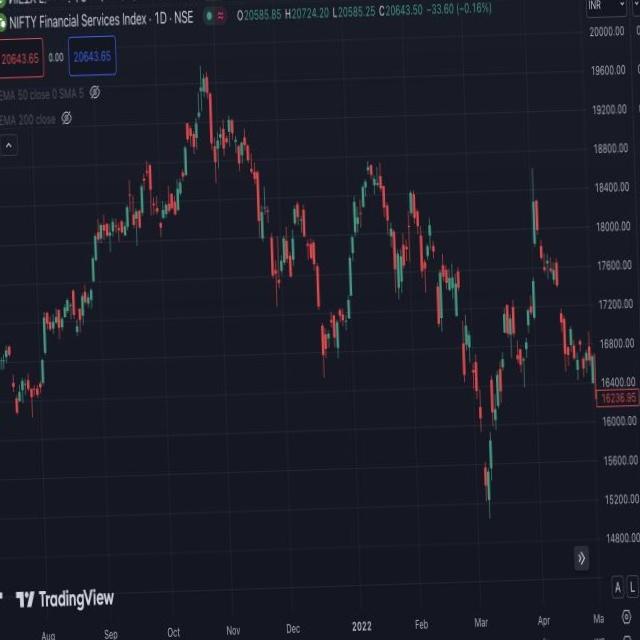 NIFTY Financial Services Index · 1D · NSE O20585.85 H20724.20 L20585.25 C20643.50 −33.60 (−0.16%)
INR
20643.65 0.00 20643.65
EMA 50 close 0 SMA 5
EMA 200 close
20000.00
19600.00
19200.00
18800.00
18400.00
18000.00
17600.00
17200.00
16800.00
16400.00
16236.95
16000.00
15600.00
15200.00
14800.00
TradingView
A L
Aug Sep Oct Nov Dec 2022 Feb Mar Apr Ma